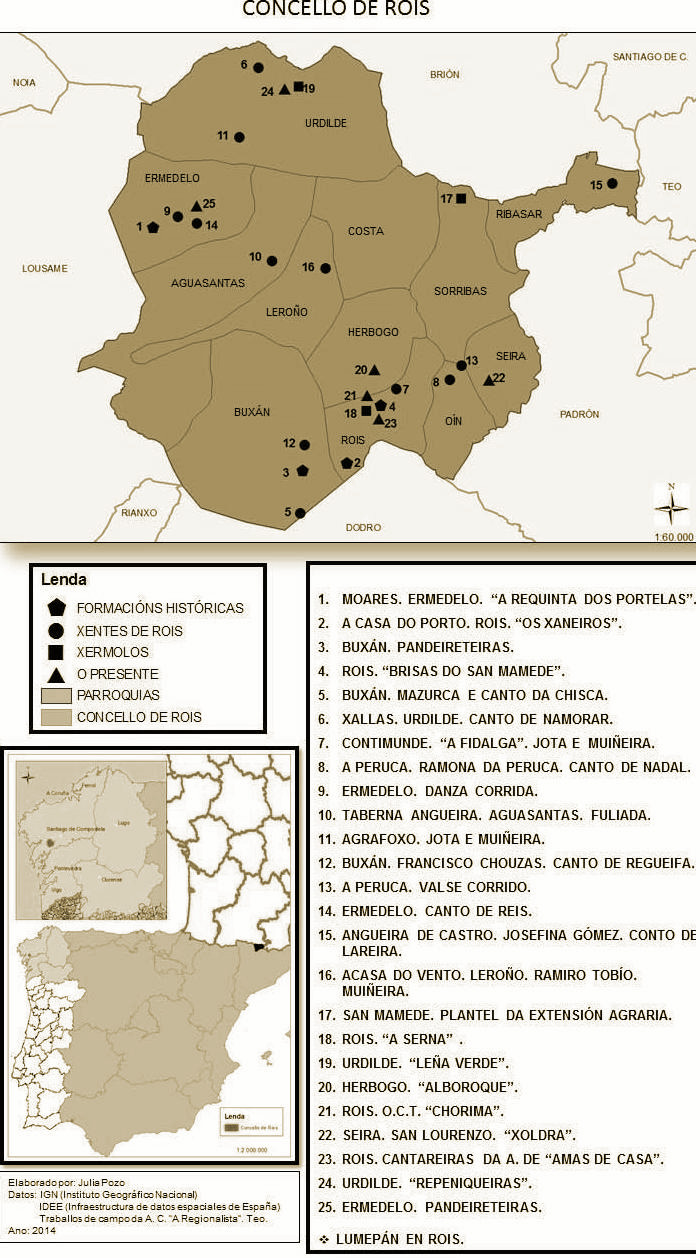 CONCELLO DE ROIS
SANTIAGO DE C.
6
BRIÓN
NOIA
24
19
URDILDE
11
ERMEDELO
15
TEO
17
25
9
RIBASAR
1
14
COSTA
10
16
LOUSAME
AGUASANTAS
SORRIBAS
LEROÑO
HERBOGO
13
SEIRA
20
8
22
7
21
4
BUXÁN
18
PADRÓN
23
OÍN
12
ROIS
2
3
N
RIANXO
5
DODRO
1:60.000
Lenda
FORMACIÓNS HISTÓRICAS
XENTES DE ROIS
XERMOLOS
O PRESENTE
PARROQUIAS
CONCELLO DE ROIS
A Coruña
Ferrol
Lugo
Santiago de Compostela
Pontevedra
Ourense
Vigo
Lenda
Concello de Rois
1:2 000.000
Elaborado por: Julia Pozo
Datos: IGN (Instituto Geográfico Nacional)
IDEE (Infraestructura de datos espaciales de España)
Traballos de campo da A. C. "A Regionalista". Teo.
Ano: 2014
1. MOARES. ERMEDELO. “A REQUINTA DOS PORTELAS”.
2. A CASA DO PORTO. ROIS. “OS XANEIROS”.
3. BUXÁN. PANDEIRETEIRAS.
4. ROIS. “BRISAS DO SAN MAMEDE”.
5. BUXÁN. MAZURCA E CANTO DA CHISCA.
6. XALLAS. URDILDE. CANTO DE NAMORAR.
7. CONTIMUNDE. “A FIDALGA”. JOTA E MUIÑEIRA.
8. A PERUCA. RAMONA DA PERUCA. CANTO DE NADAL.
9. ERMEDELO. DANZA CORRIDA.
10. TABERNA ANGUEIRA. AGUASANTAS. FULIADA.
11. AGRAFOXO. JOTA E MUIÑEIRA.
12. BUXÁN. FRANCISCO CHOUZAS. CANTO DE REGUEIFA.
13. A PERUCA. VALSE CORRIDO.
14. ERMEDELO. CANTO DE REIS.
15. ANGUEIRA DE CASTRO. JOSEFINA GÓMEZ. CONTO DE
LAREIRA.
16. ACASA DO VENTO. LEROÑO. RAMIRO TOBÍO.
MUIÑEIRA.
17. SAN MAMEDE. PLANTEL DA EXTENSIÓN AGRARIA.
18. ROIS. “A SERNA” .
19. URDILDE. “LEÑA VERDE”.
20. HERBOGO. “ALBOROQUE”.
21. ROIS. O.C.T. “CHORIMA”.
22. SEIRA. SAN LOURENZO. “XOLDRA”.
23. ROIS. CANTAREIRAS DA A. DE “AMAS DE CASA”.
24. URDILDE. “REPENIQUEIRAS”.
25. ERMEDELO. PANDEIRETEIRAS.
❖ LUMEPÁN EN ROIS.